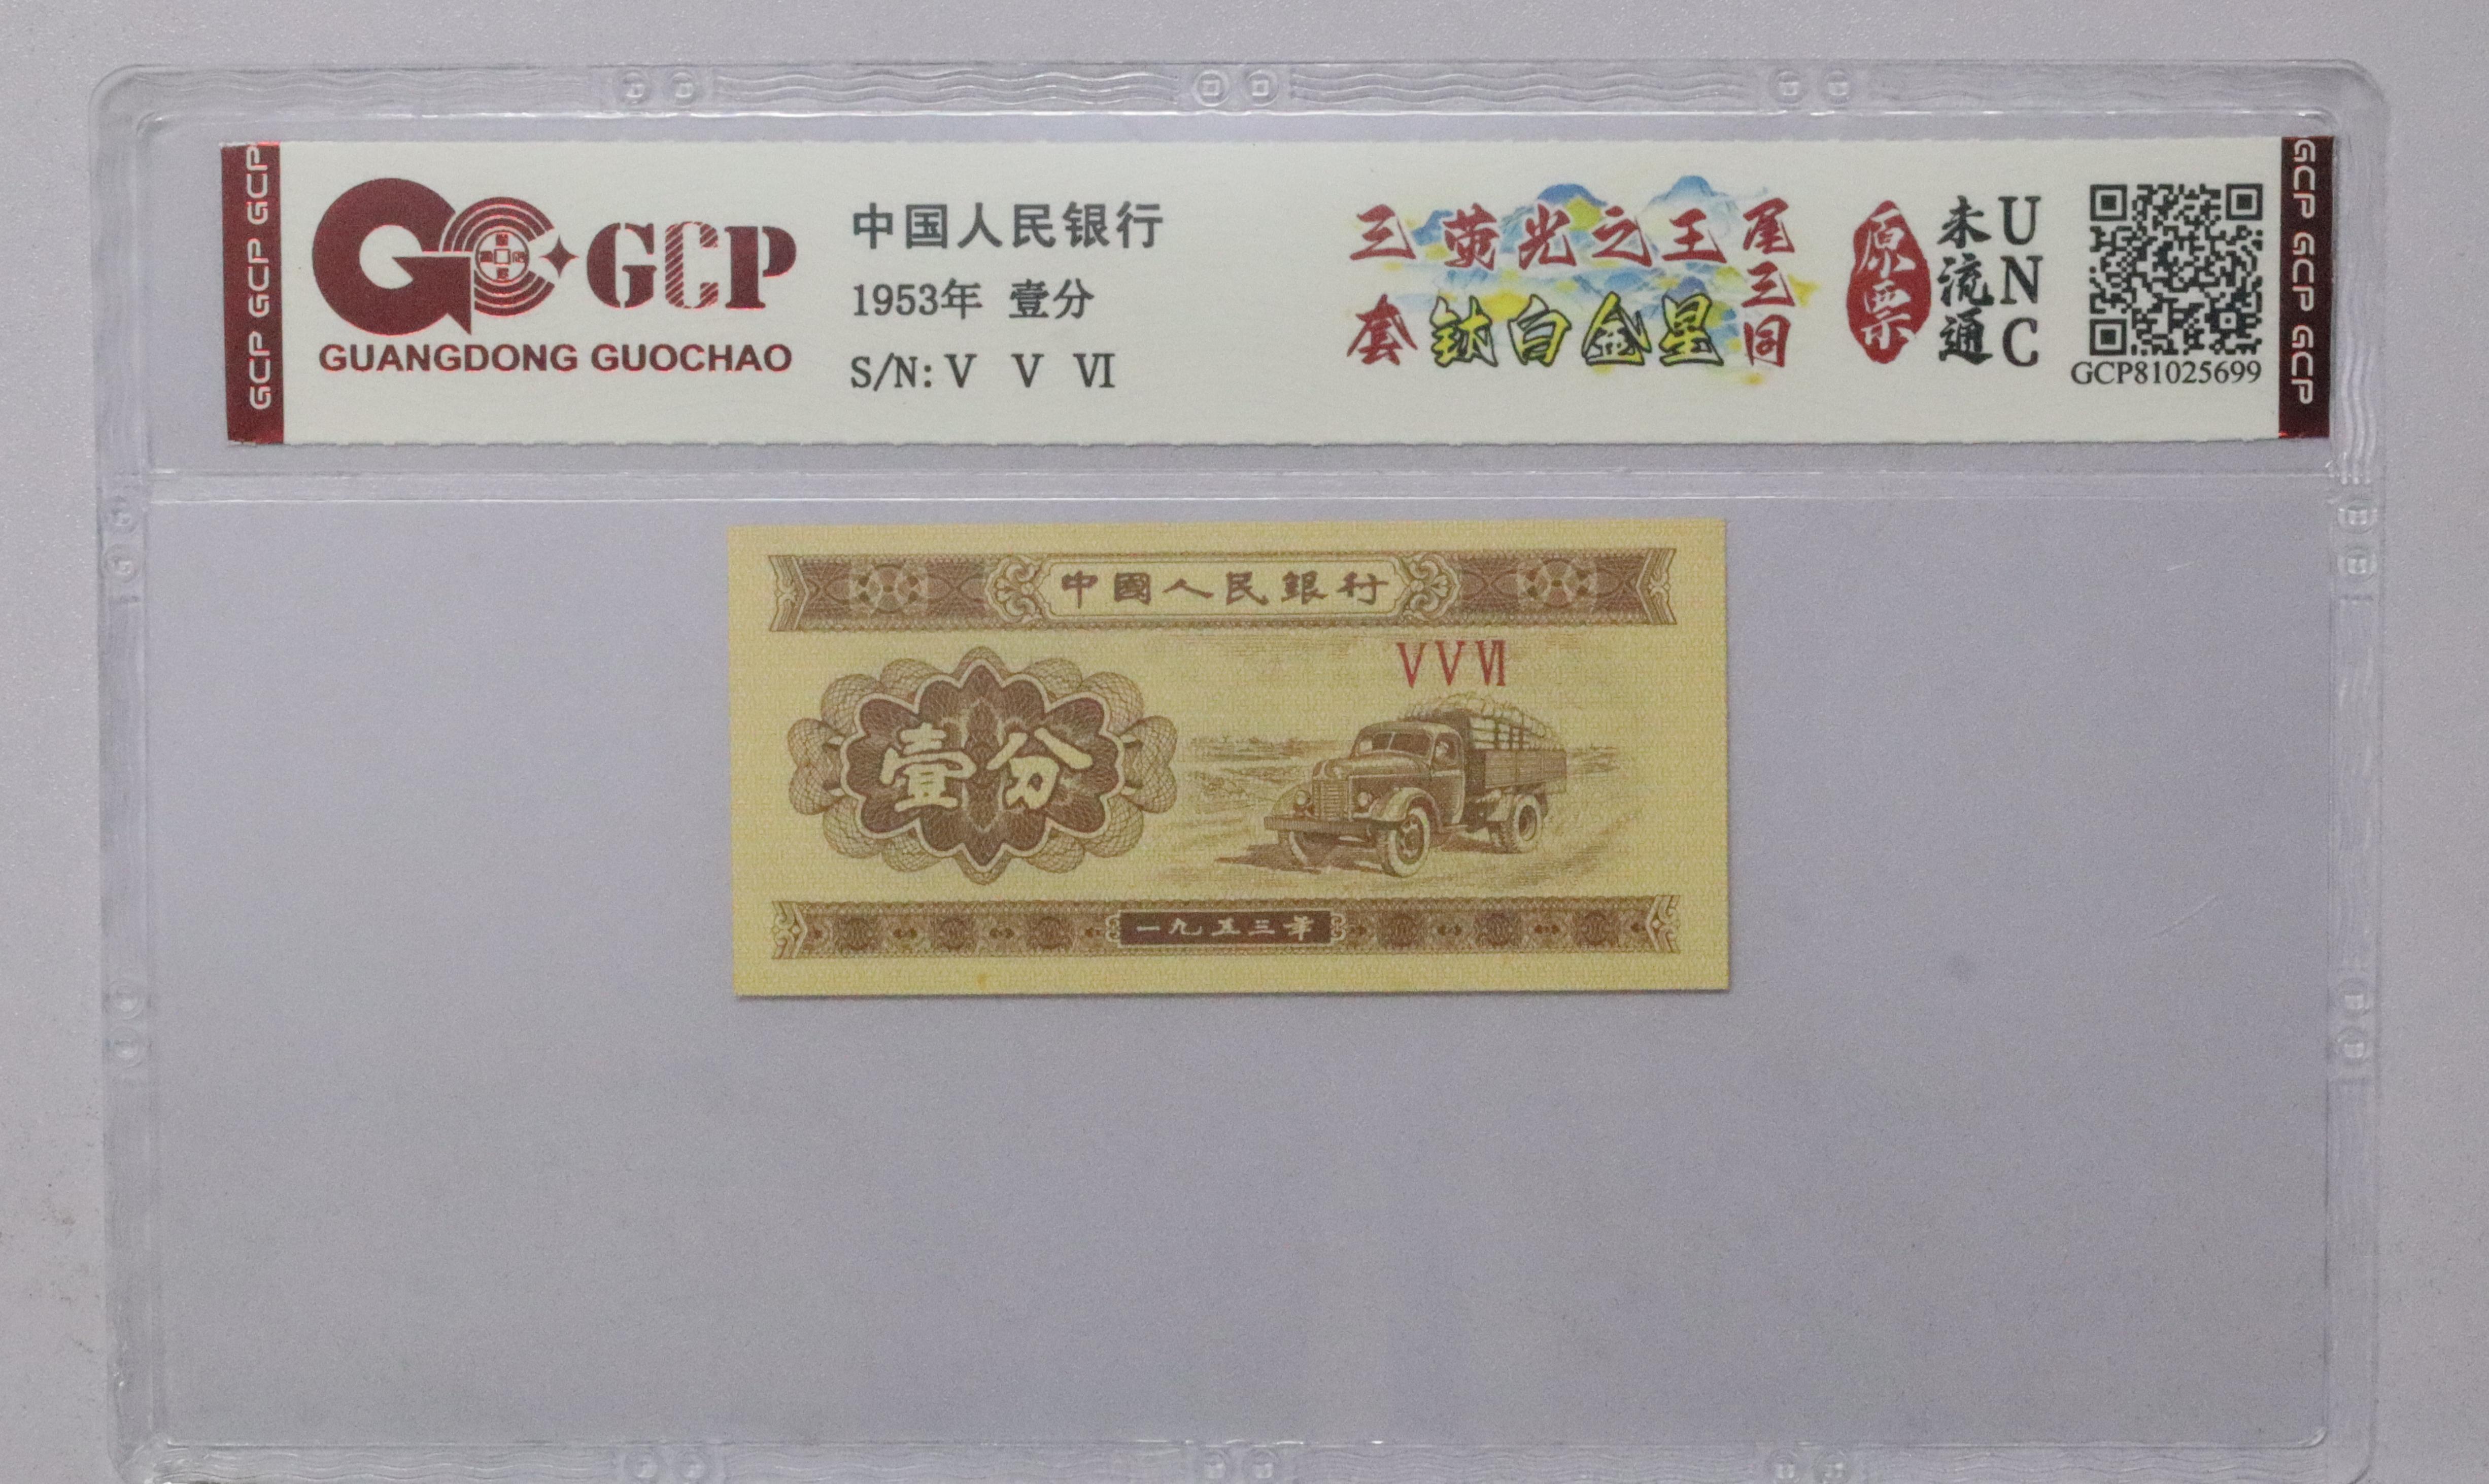 GCP GCP GCP
GCP
GUANGDONG GUOCHAO
中国人民银行
1953年 壹分
S/N: V V VI
三套
荧光之王
钛白金星
尾三同
原票
未流通
UNC
GCP81025699
GCP GCP GCP
中國人民銀行
V V VI
壹分
一九五三年